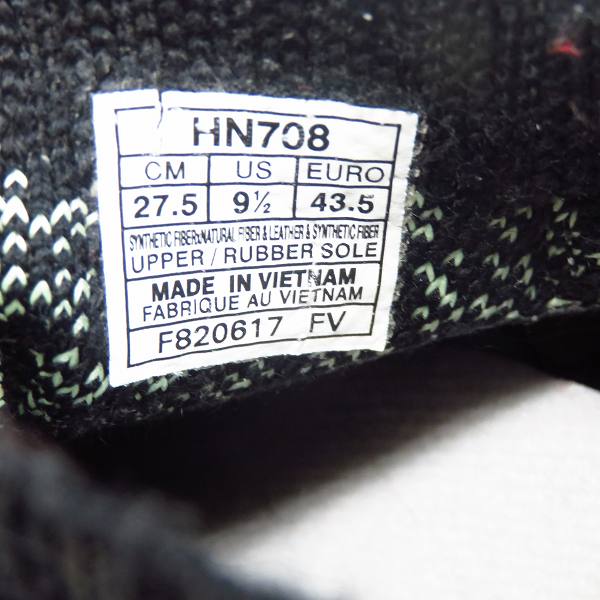 HN708
CM US EURO
27.5 9½ 43.5
SYNTHETIC FIBER×NATURAL FIBER & LEATHER & SYNTHETIC FIBER
UPPER / RUBBER SOLE
MADE IN VIETNAM
FABRIQUE AU VIETNAM
F820617 FV